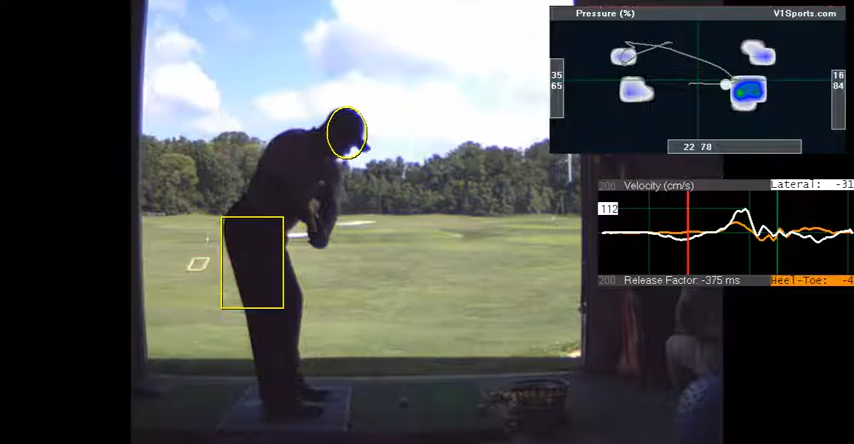 Pressure (%) V1Sports.com
35
65
16
84
22 78
200 Velocity (cm/s) Lateral: -31
112
200 Release Factor: -375 ms Heel-Toe: -4